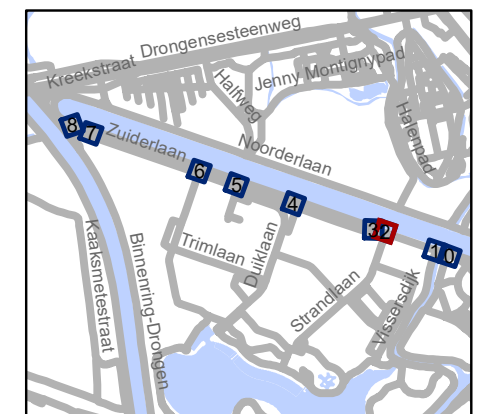 Drongensesteenweg
Kreekstraat
Jenny Montignypad
Halfweg
Halenpad
8
7
Zuiderlaan
Noorderlaan
6
5
4
3
2
1
0
Trimlaan
Duiklaan
Kaaksmetestraat
Binnenring-Drongen
Strandlaan
Vissersdijk